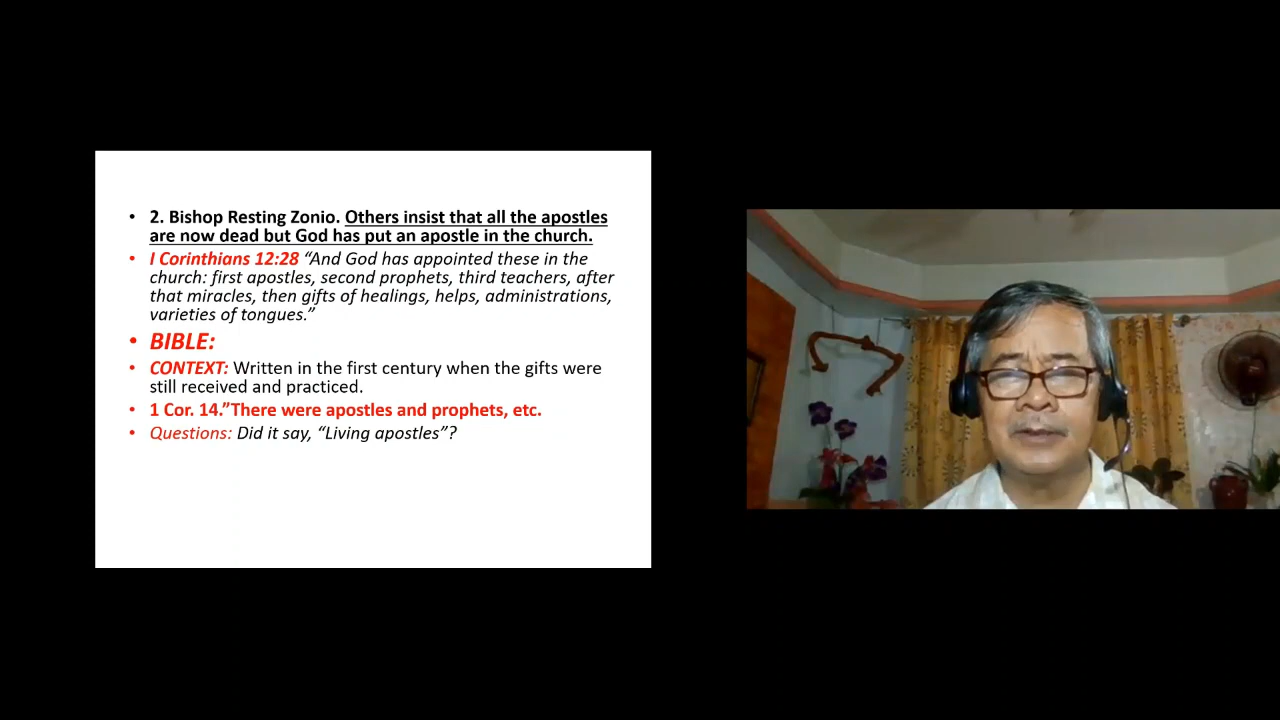 • 2. Bishop Resting Zonio. Others insist that all the apostles
are now dead but God has put an apostle in the church.
• I Corinthians 12:28 “And God has appointed these in the
church: first apostles, second prophets, third teachers, after
that miracles, then gifts of healings, helps, administrations,
varieties of tongues.”
• BIBLE:
• CONTEXT: Written in the first century when the gifts were
still received and practiced.
• 1 Cor. 14.”There were apostles and prophets, etc.
• Questions: Did it say, “Living apostles”?